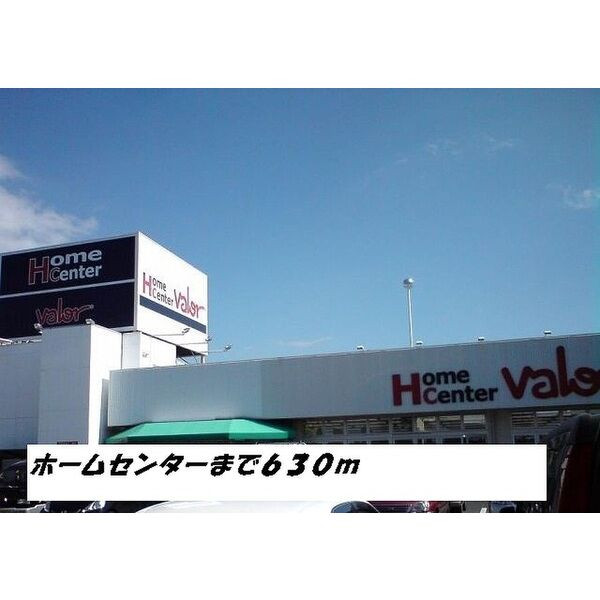 Home
Center
valor
Home
Center valor
Home
Center valor
ホームセンターまで630m